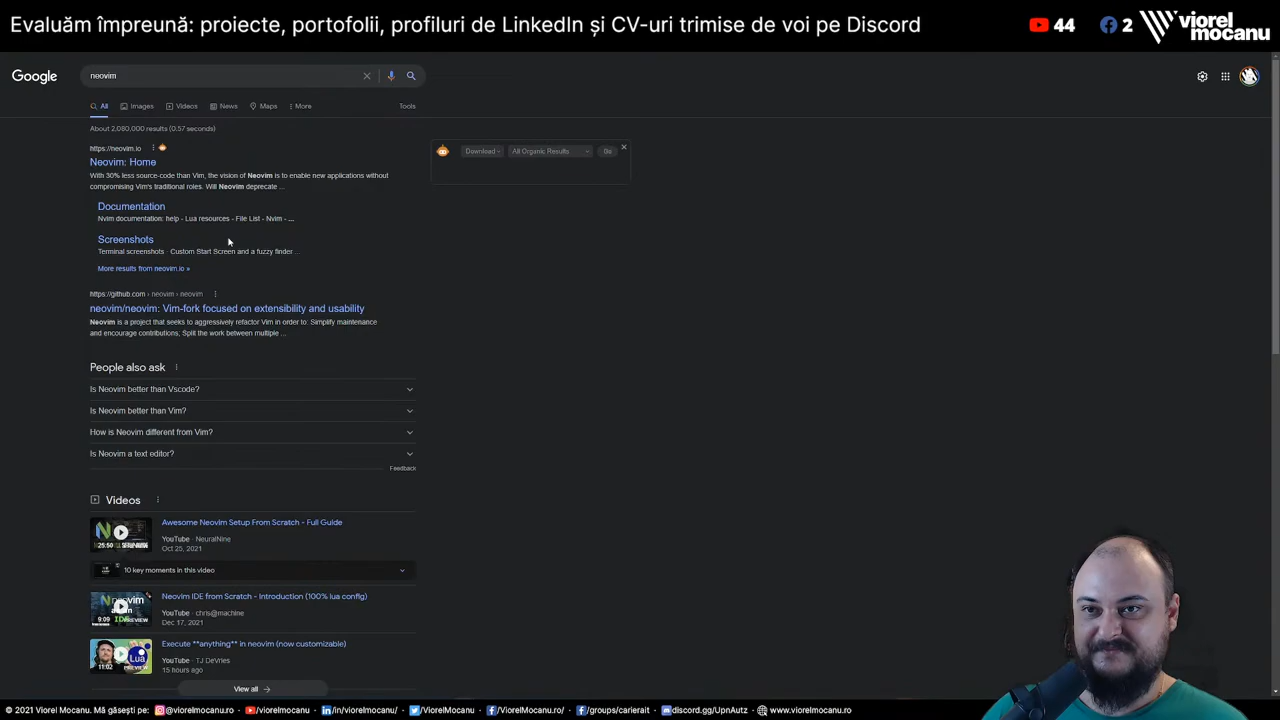 Evaluăm împreună: proiecte, portofolii, profiluri de LinkedIn și CV-uri trimise de voi pe Discord
44
2
viorel mocanu
Google
neovim
All
Images
Videos
News
Maps
More
Tools
About 2,080,000 results (0.57 seconds)
https://neovim.io
Neovim: Home
With 30% less source-code than Vim, the vision of Neovim is to enable new applications without
compromising Vim's traditional roles. Will Neovim deprecate ...
Download
All Organic Results
Go
Documentation
Nvim documentation: help - Lua resources - File List - Nvim - ...
Screenshots
Terminal screenshots · Custom Start Screen and a fuzzy finder ...
More results from neovim.io »
https://github.com › neovim › neovim
neovim/neovim: Vim-fork focused on extensibility and usability
Neovim is a project that seeks to aggressively refactor Vim in order to: Simplify maintenance
and encourage contributions; Split the work between multiple ...
People also ask
Is Neovim better than Vscode?
Is Neovim better than Vim?
How is Neovim different from Vim?
Is Neovim a text editor?
Feedback
Videos
Awesome Neovim Setup From Scratch - Full Guide
YouTube · NeuralNine
Oct 25, 2021
25:50
PREVIEW
10 key moments in this video
Neovim IDE from Scratch - Introduction (100% lua config)
YouTube · chris@machine
Dec 17, 2021
9:09
PREVIEW
Execute **anything** in neovim (now customizable)
YouTube · TJ DeVries
15 hours ago
11:02
Lua
PREVIEW
View all
© 2021 Viorel Mocanu. Mă găsești pe: @viorelmocanu.ro /viorelmocanu /in/viorelmocanu/ /ViorelMocanu /ViorelMocanu.ro /groups/carierait discord.gg/UpnAutz www.viorelmocanu.ro